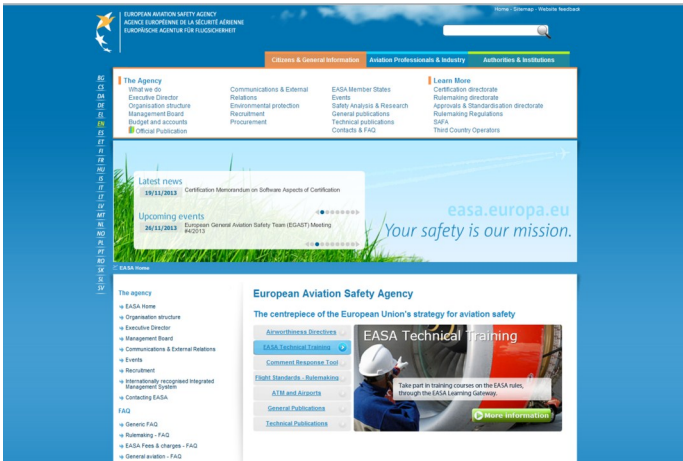 EUROPEAN AVIATION SAFETY AGENCY
AGENCE EUROPÉENNE DE LA SÉCURITÉ AÉRIENNE
EUROPÄISCHE AGENTUR FÜR FLUGSICHERHEIT
Home - Sitemap - Website feedback
Citizens & General Information
Aviation Professionals & Industry
Authorities & Institutions
BG
CS
DA
DE
EL
EN
ES
ET
FI
FR
HU
IS
IT
LT
LV
MT
NL
NO
PL
PT
RO
SK
SL
SV
The Agency
What we do
Executive Director
Organisation structure
Management Board
Budget and accounts
Official Publication
Communications & External
Relations
Environmental protection
Recruitment
Procurement
EASA Member States
Events
Safety Analysis & Research
General publications
Technical publications
Contacts & FAQ
Learn More
Certification directorate
Rulemaking directorate
Approvals & Standardisation directorate
Rulemaking Regulations
SAFA
Third Country Operators
Latest news
19/11/2013 Certification Memorandum on Software Aspects of Certification
Upcoming events
26/11/2013 European General Aviation Safety Team (EGAST) Meeting
#4/2013
easa.europa.eu
Your safety is our mission.
EASA Home
The agency
EASA Home
Organisation structure
Executive Director
Management Board
Communications & External Relations
Events
Recruitment
Internationally recognised Integrated
Management System
Contacting EASA
FAQ
Generic FAQ
Rulemaking - FAQ
EASA Fees & charges - FAQ
General aviation - FAQ
European Aviation Safety Agency
The centrepiece of the European Union's strategy for aviation safety
Airworthiness Directives
EASA Technical Training
Comment Response Tool
Flight Standards - Rulemaking
ATM and Airports
General Publications
Technical Publications
EASA Technical Training
Take part in training courses on the EASA rules,
through the EASA Learning Gateway.
More information